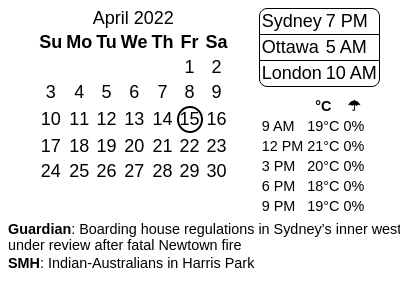 April 2022
Su Mo Tu We Th Fr Sa
1 2
3 4 5 6 7 8 9
10 11 12 13 14 15 16
17 18 19 20 21 22 23
24 25 26 27 28 29 30
Sydney 7 PM
Ottawa 5 AM
London 10 AM
°C ☂
9 AM 19°C 0%
12 PM 21°C 0%
3 PM 20°C 0%
6 PM 18°C 0%
9 PM 19°C 0%
Guardian: Boarding house regulations in Sydney’s inner west
under review after fatal Newtown fire
SMH: Indian-Australians in Harris Park